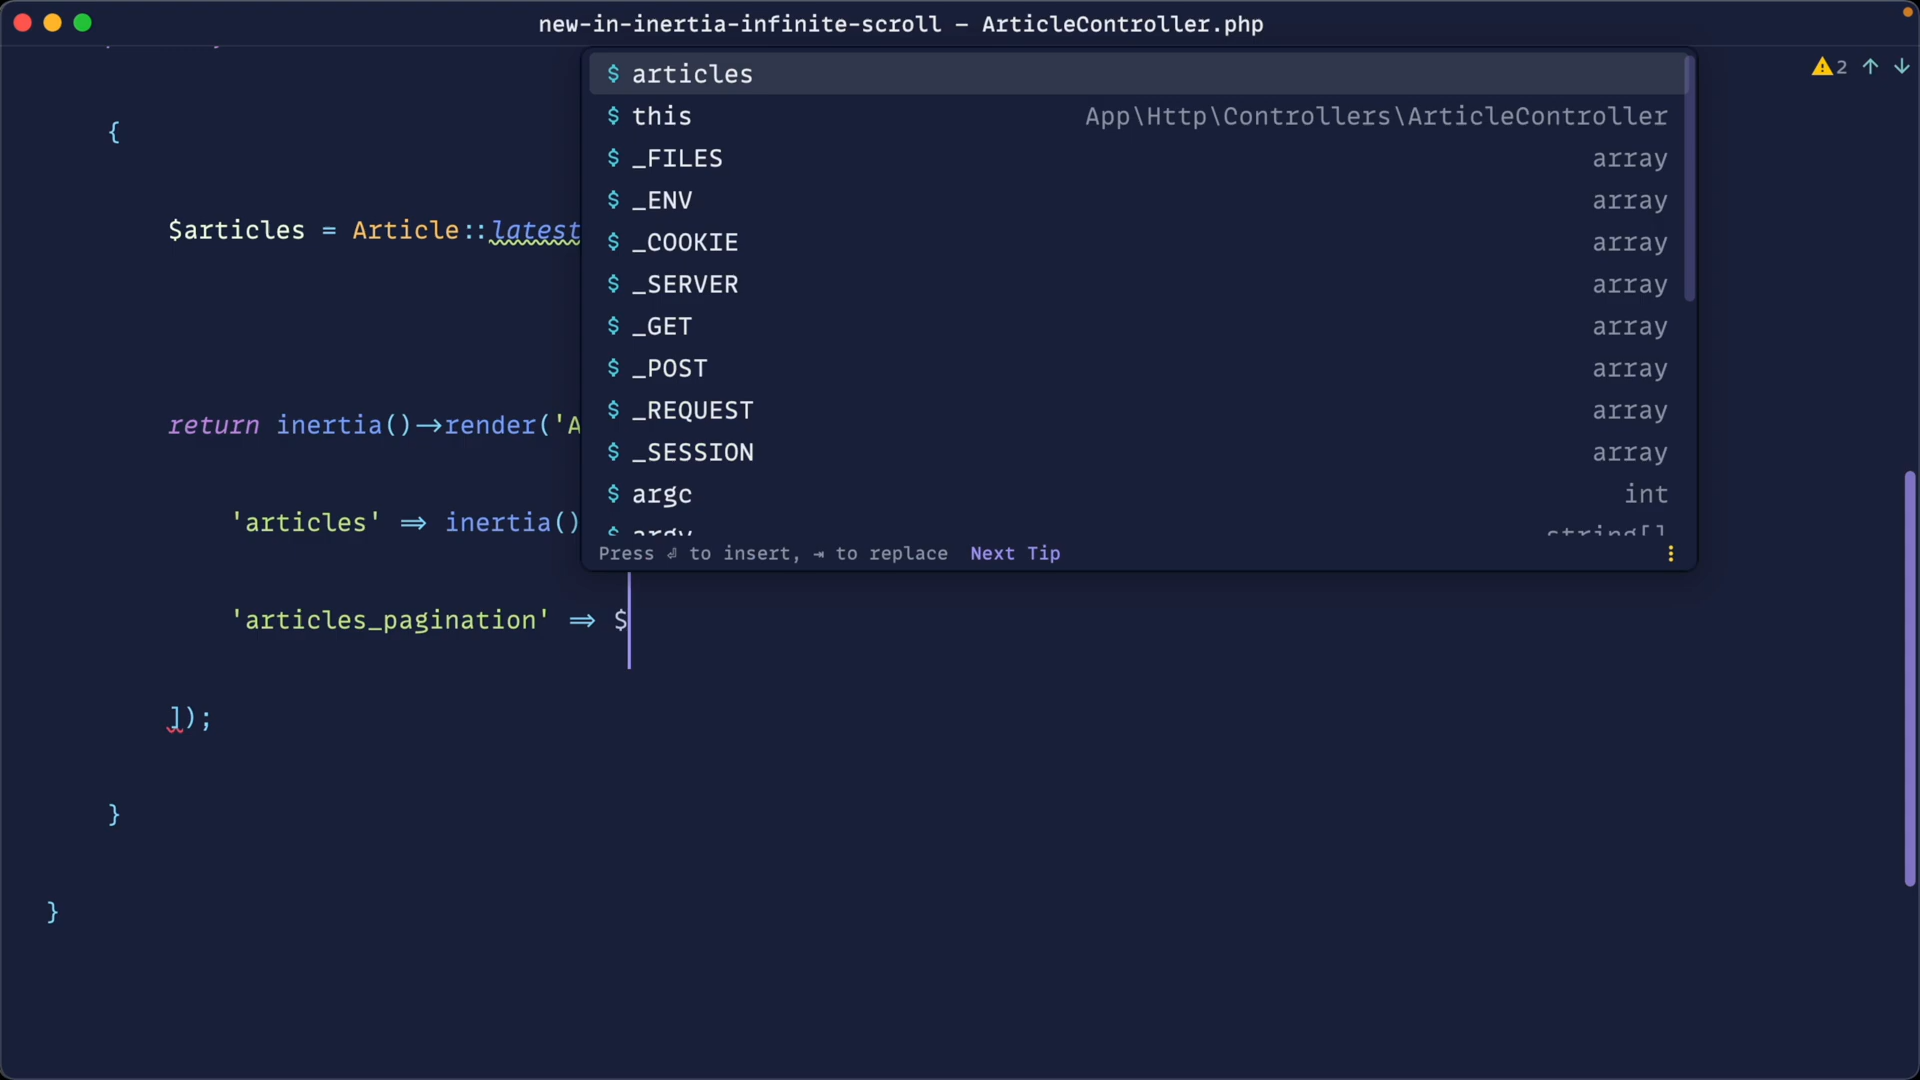 new-in-inertia-infinite-scroll – ArticleController.php
2
{
$articles = Article::latest
return inertia()→render('A
'articles' ⇒ inertia()
'articles_pagination' ⇒ $
]);
}
}
$ articles
$ this App\Http\Controllers\ArticleController
$ _FILES array
$ _ENV array
$ _COOKIE array
$ _SERVER array
$ _GET array
$ _POST array
$ _REQUEST array
$ _SESSION array
$ argc int
$ argv string[]
Press ⏎ to insert, ⇥ to replace Next Tip